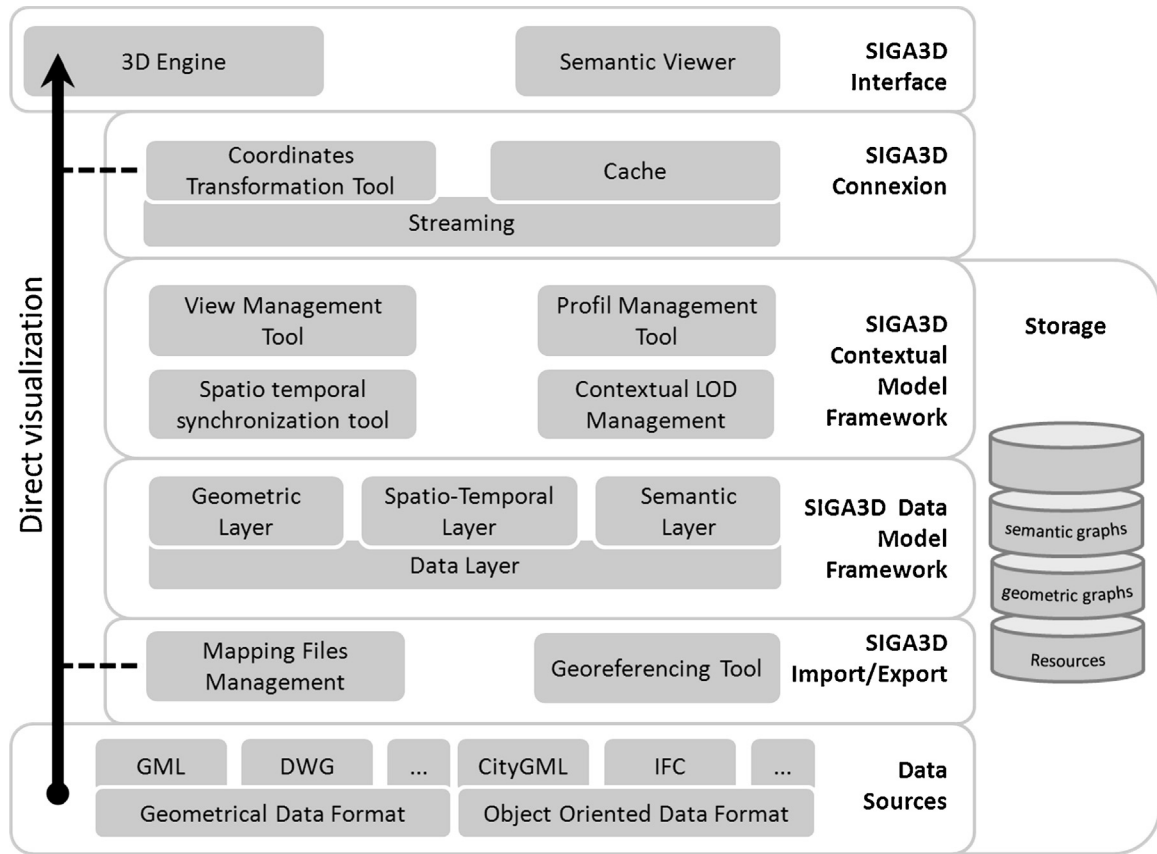 3D Engine
Semantic Viewer
SIGA3D
Interface
Coordinates
Transformation Tool
Cache
Streaming
SIGA3D
Connexion
Direct visualization
View Management
Tool
Profil Management
Tool
Spatio temporal
synchronization tool
Contextual LOD
Management
SIGA3D
Contextual
Model
Framework
Storage
Geometric
Layer
Spatio-Temporal
Layer
Semantic
Layer
Data Layer
SIGA3D Data
Model
Framework
semantic graphs
geometric graphs
Resources
Mapping Files
Management
Georeferencing Tool
SIGA3D
Import/Export
GML
DWG
...
CityGML
IFC
...
Geometrical Data Format
Object Oriented Data Format
Data
Sources